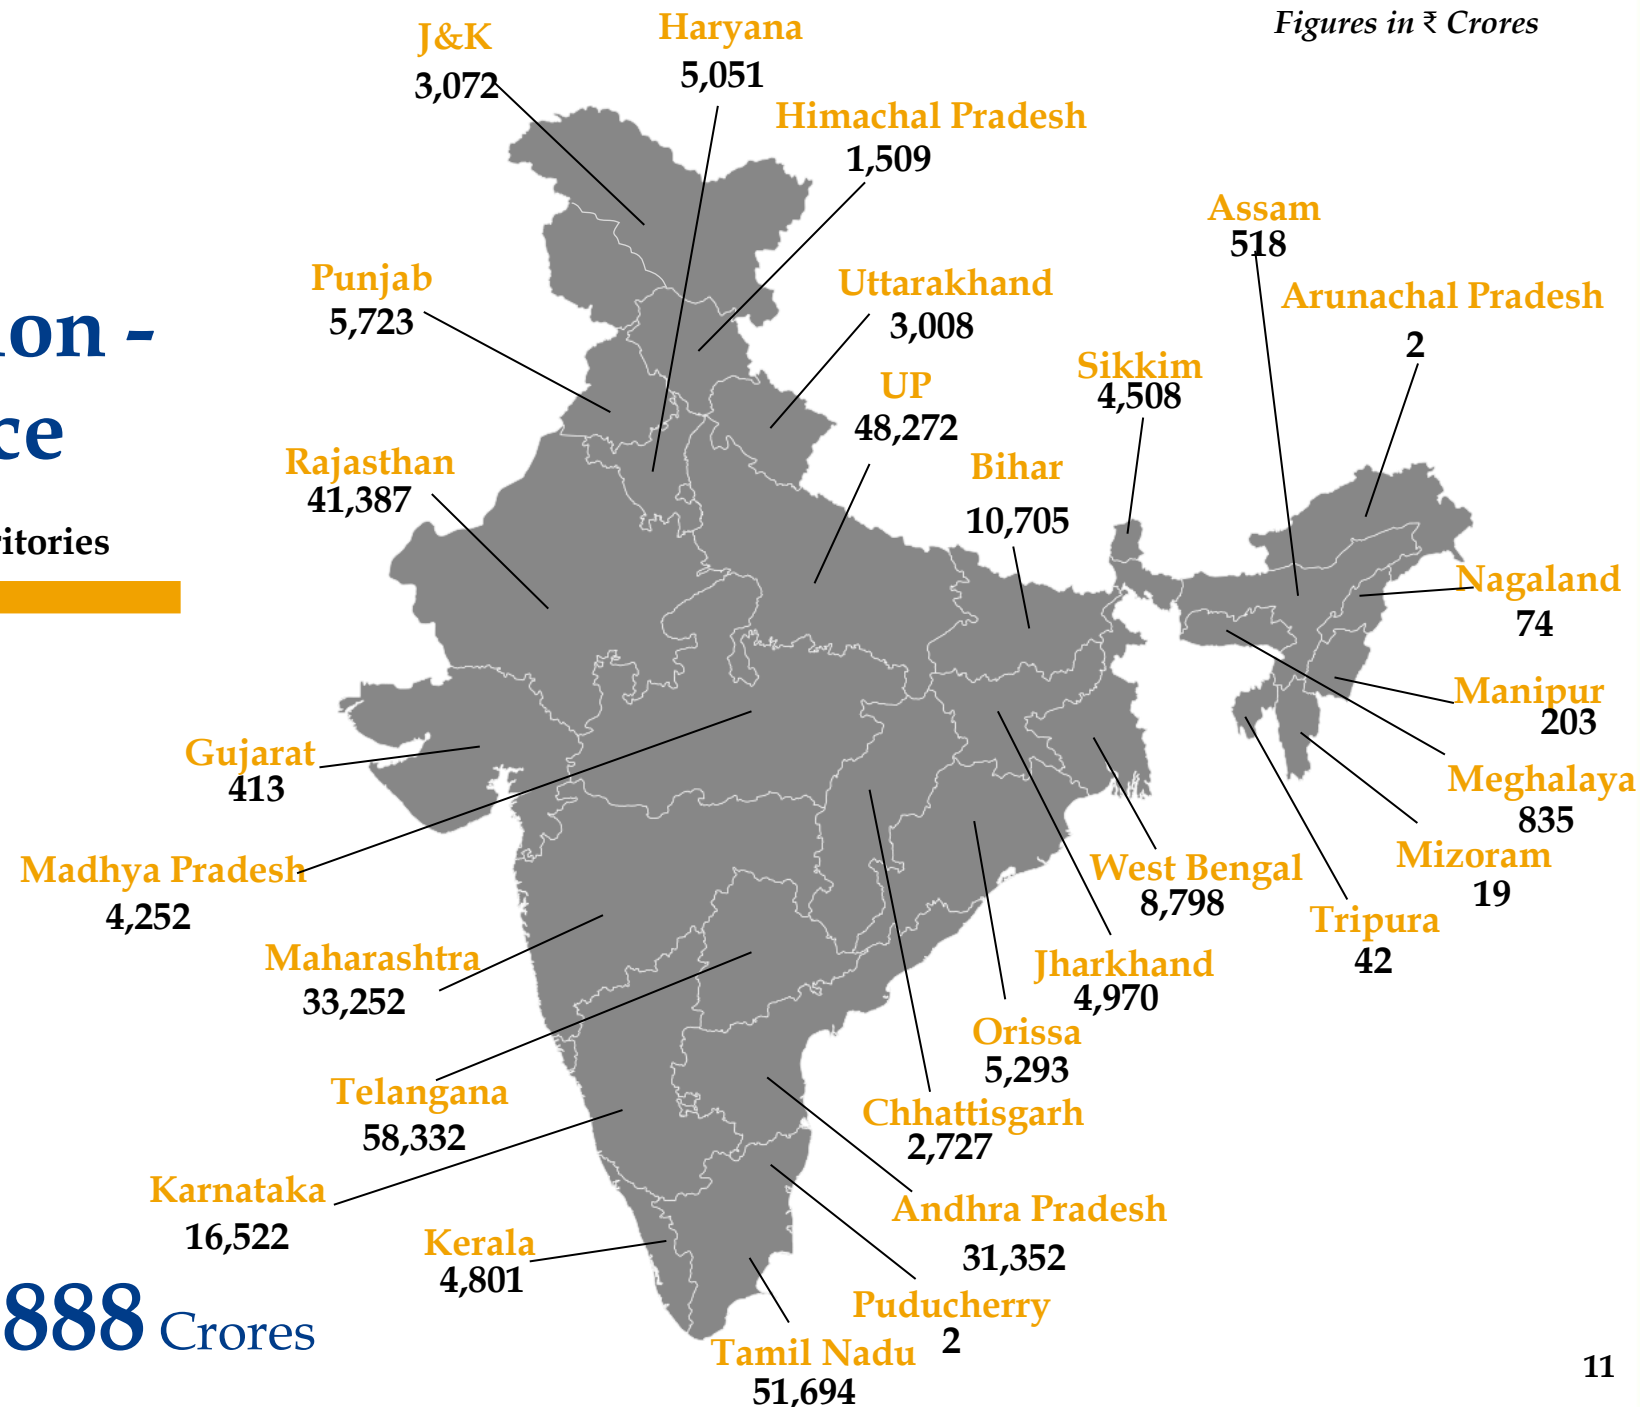 Figures in ₹ Crores
J&K
3,072
Haryana
5,051
Himachal Pradesh
1,509
Assam
518
Punjab
5,723
Uttarakhand
3,008
Arunachal Pradesh
2
ion -
ce
ritories
UP
48,272
Sikkim
4,508
Rajasthan
41,387
Bihar
10,705
Nagaland
74
Manipur
203
Gujarat
413
Meghalaya
835
Madhya Pradesh
4,252
West Bengal
8,798
Mizoram
19
Tripura
42
Maharashtra
33,252
Jharkhand
4,970
Orissa
5,293
Telangana
58,332
Chhattisgarh
2,727
Karnataka
16,522
Andhra Pradesh
31,352
Kerala
4,801
Puducherry
2
888 Crores
Tamil Nadu
51,694
11